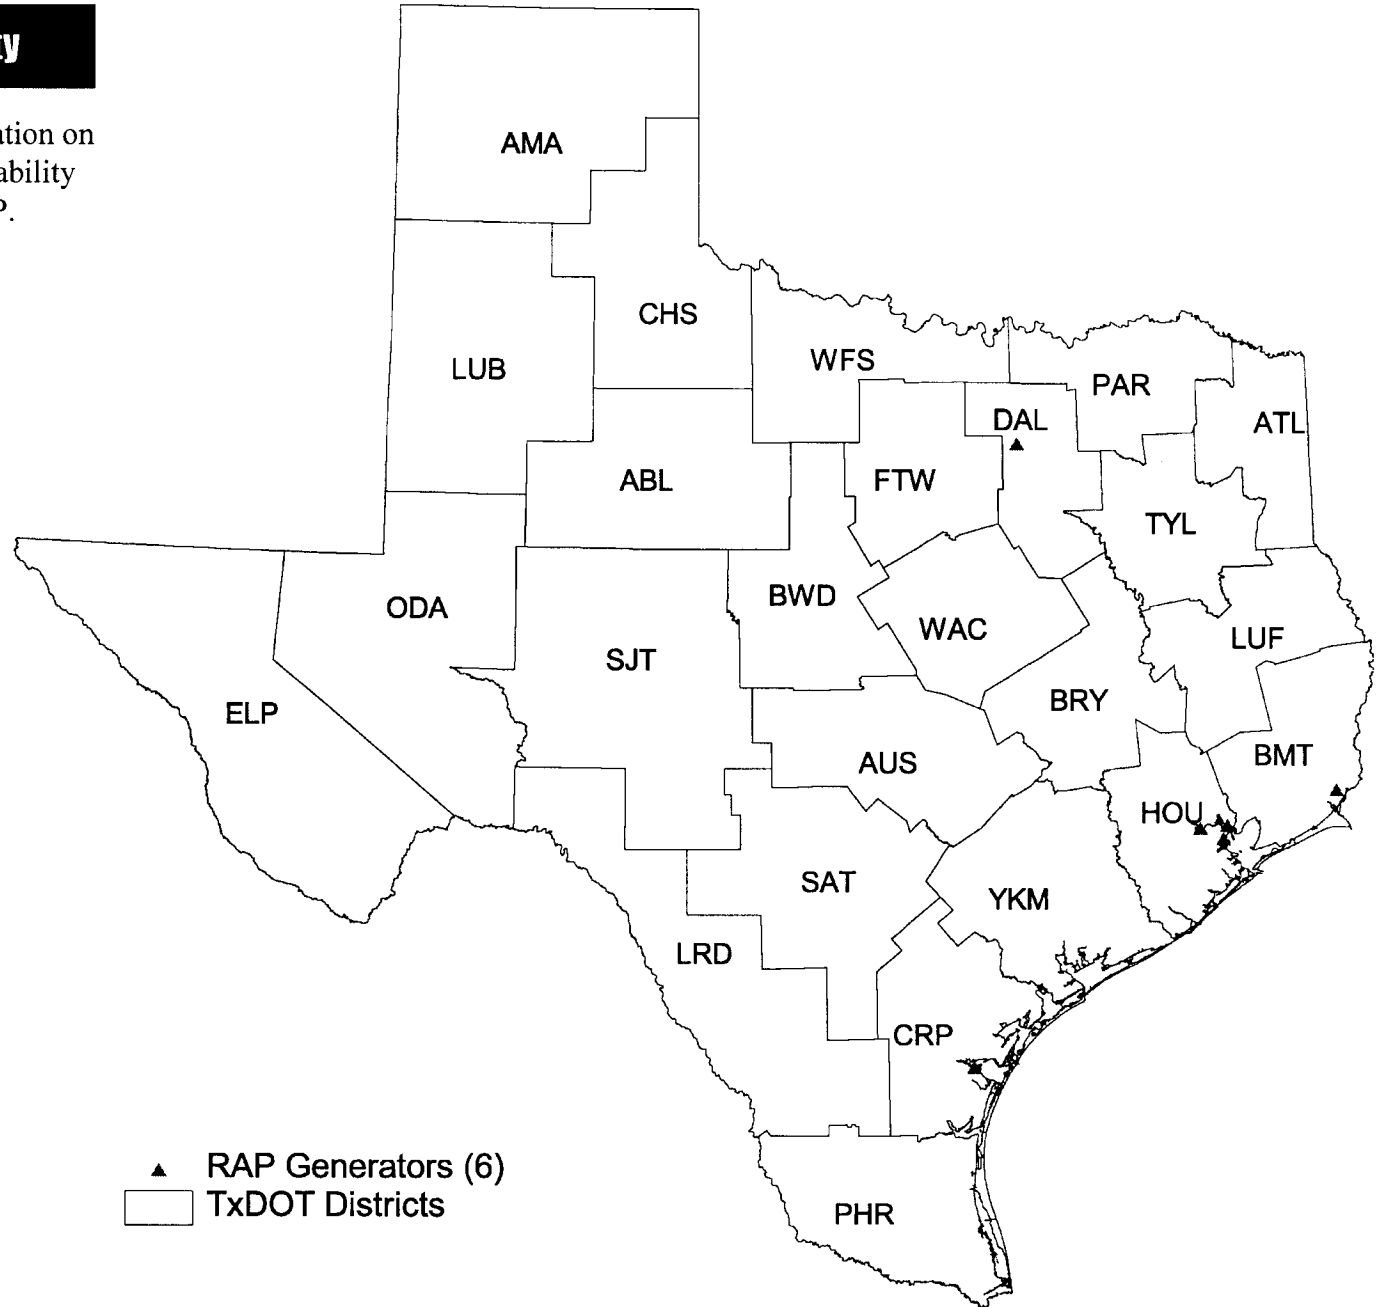 ty
ation on
ability
P.
AMA
CHS
LUB
WFS
PAR
DAL
ATL
ABL
FTW
TYL
BWD
ODA
WAC
LUF
SJT
BRY
ELP
BMT
AUS
HOU
SAT
YKM
LRD
CRP
RAP Generators (6)
TxDOT Districts
PHR